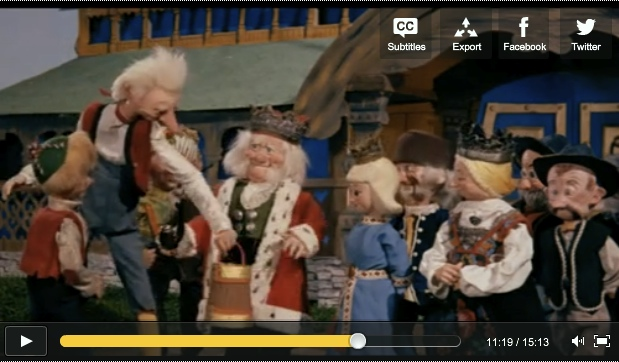 CC
Subtitles Export Facebook Twitter
11:19 / 15:13